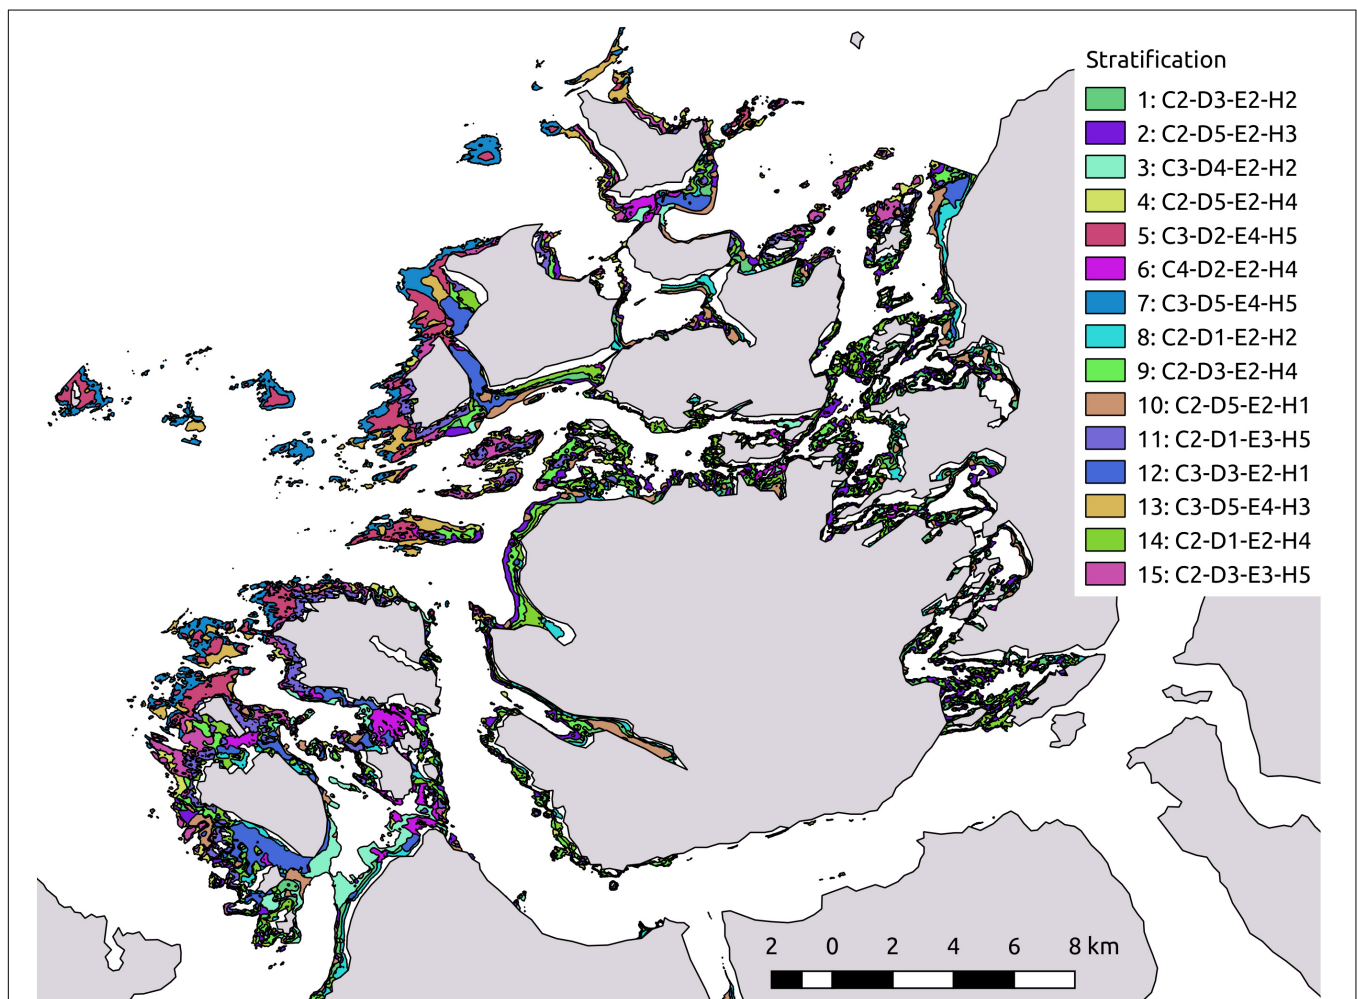 Stratification
1: C2-D3-E2-H2
2: C2-D5-E2-H3
3: C3-D4-E2-H2
4: C2-D5-E2-H4
5: C3-D2-E4-H5
6: C4-D2-E2-H4
7: C3-D5-E4-H5
8: C2-D1-E2-H2
9: C2-D3-E2-H4
10: C2-D5-E2-H1
11: C2-D1-E3-H5
12: C3-D3-E2-H1
13: C3-D5-E4-H3
14: C2-D1-E2-H4
15: C2-D3-E3-H5
2 0 2 4 6 8 km